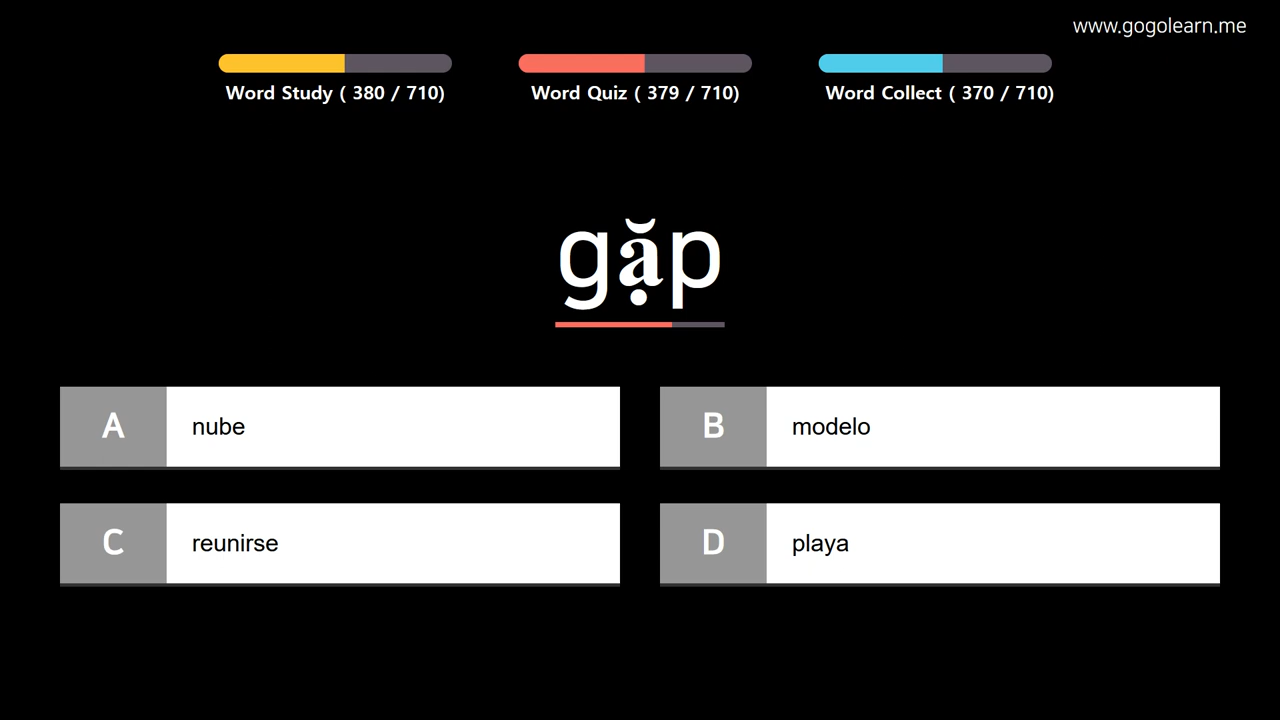 www.gogolearn.me
Word Study ( 380 / 710)
Word Quiz ( 379 / 710)
Word Collect ( 370 / 710)
gặp
A nube
B modelo
C reunirse
D playa